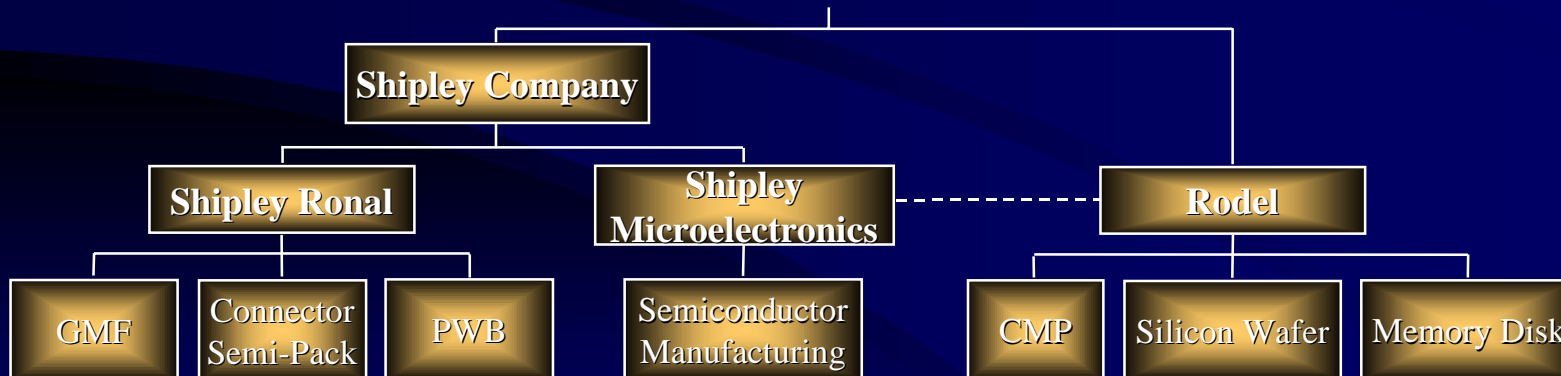 Shipley Company
Shipley Ronal
Shipley
Microelectronics
Rodel
GMF
Connector
Semi-Pack
PWB
Semiconductor
Manufacturing
CMP
Silicon Wafer
Memory Disk